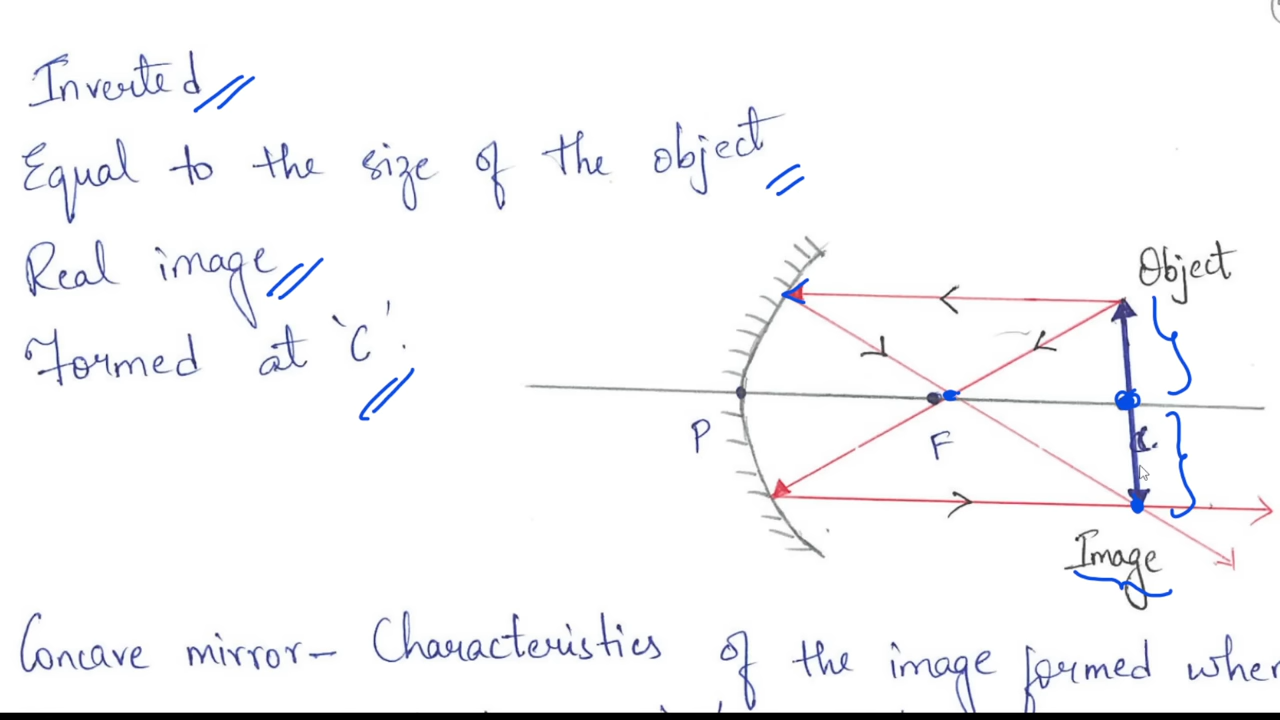 Inverted
Equal to the size of the object
Real image
Formed at 'C'.
Object
P
F
C.
Image
Concave mirror- Characteristics of the image formed when